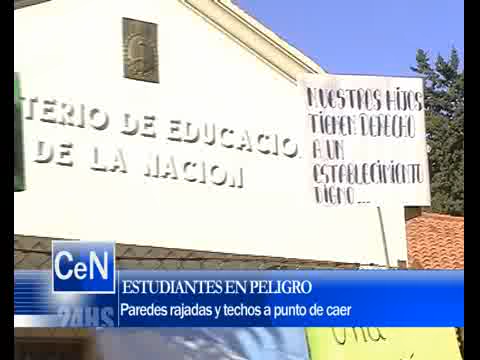 TERIO DE EDUCACIO
DE LA NACION
NUESTROS HIJOS
TIENEN DERECHO
A UN
ESTABLECIMIENTO
DIGNO...
CeN
24HS
ESTUDIANTES EN PELIGRO
Paredes rajadas y techos a punto de caer
una